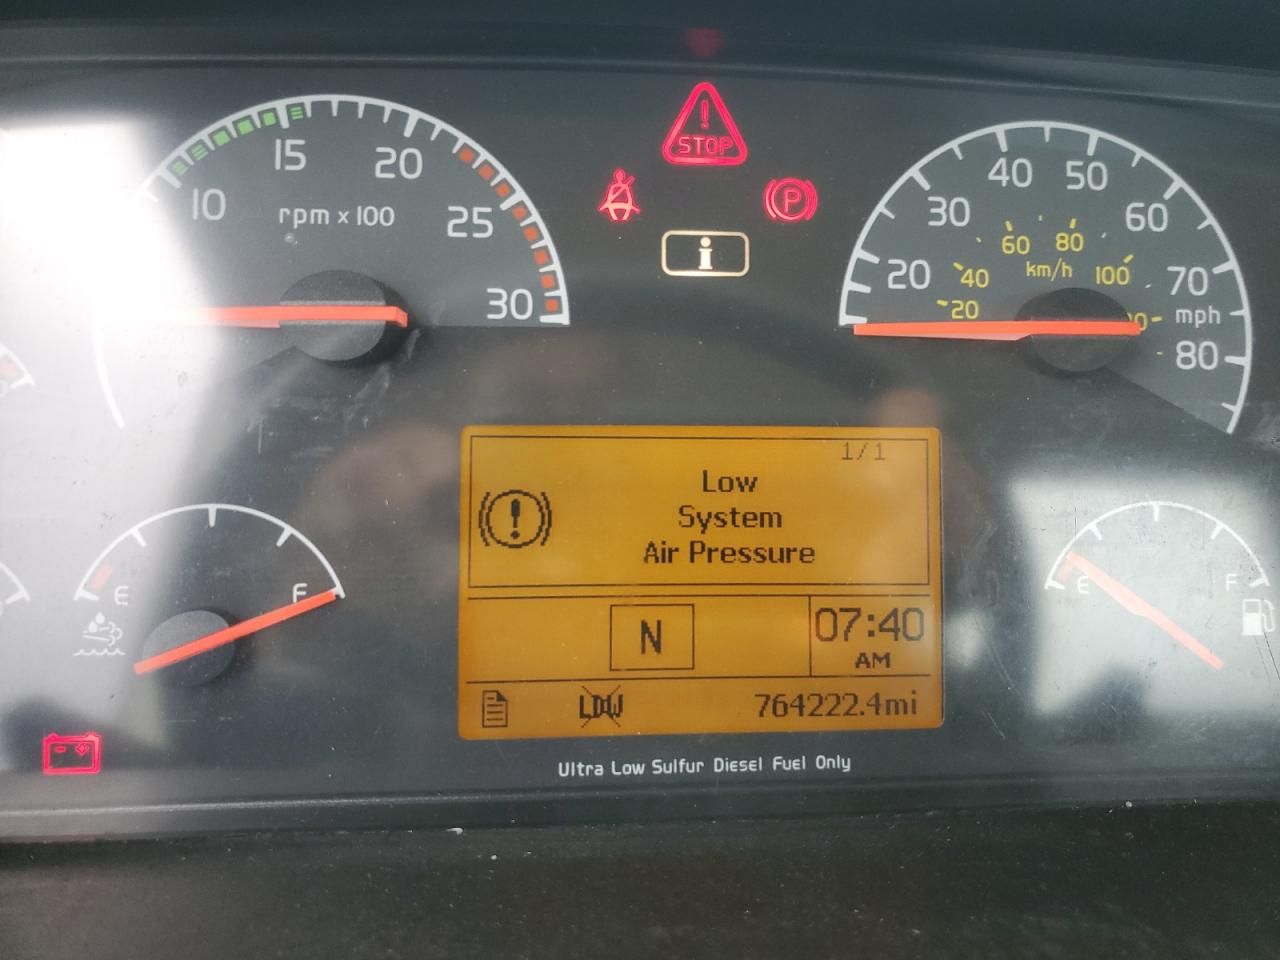 STOP
10
15
20
25
30
rpm x 100
P
i
20
30
40
50
60
70
80
mph
20
40
60
80
100
km/h
1/1
Low
System
Air Pressure
N
07:40
AM
LDW
764222.4mi
E
F
E
F
Ultra Low Sulfur Diesel Fuel Only